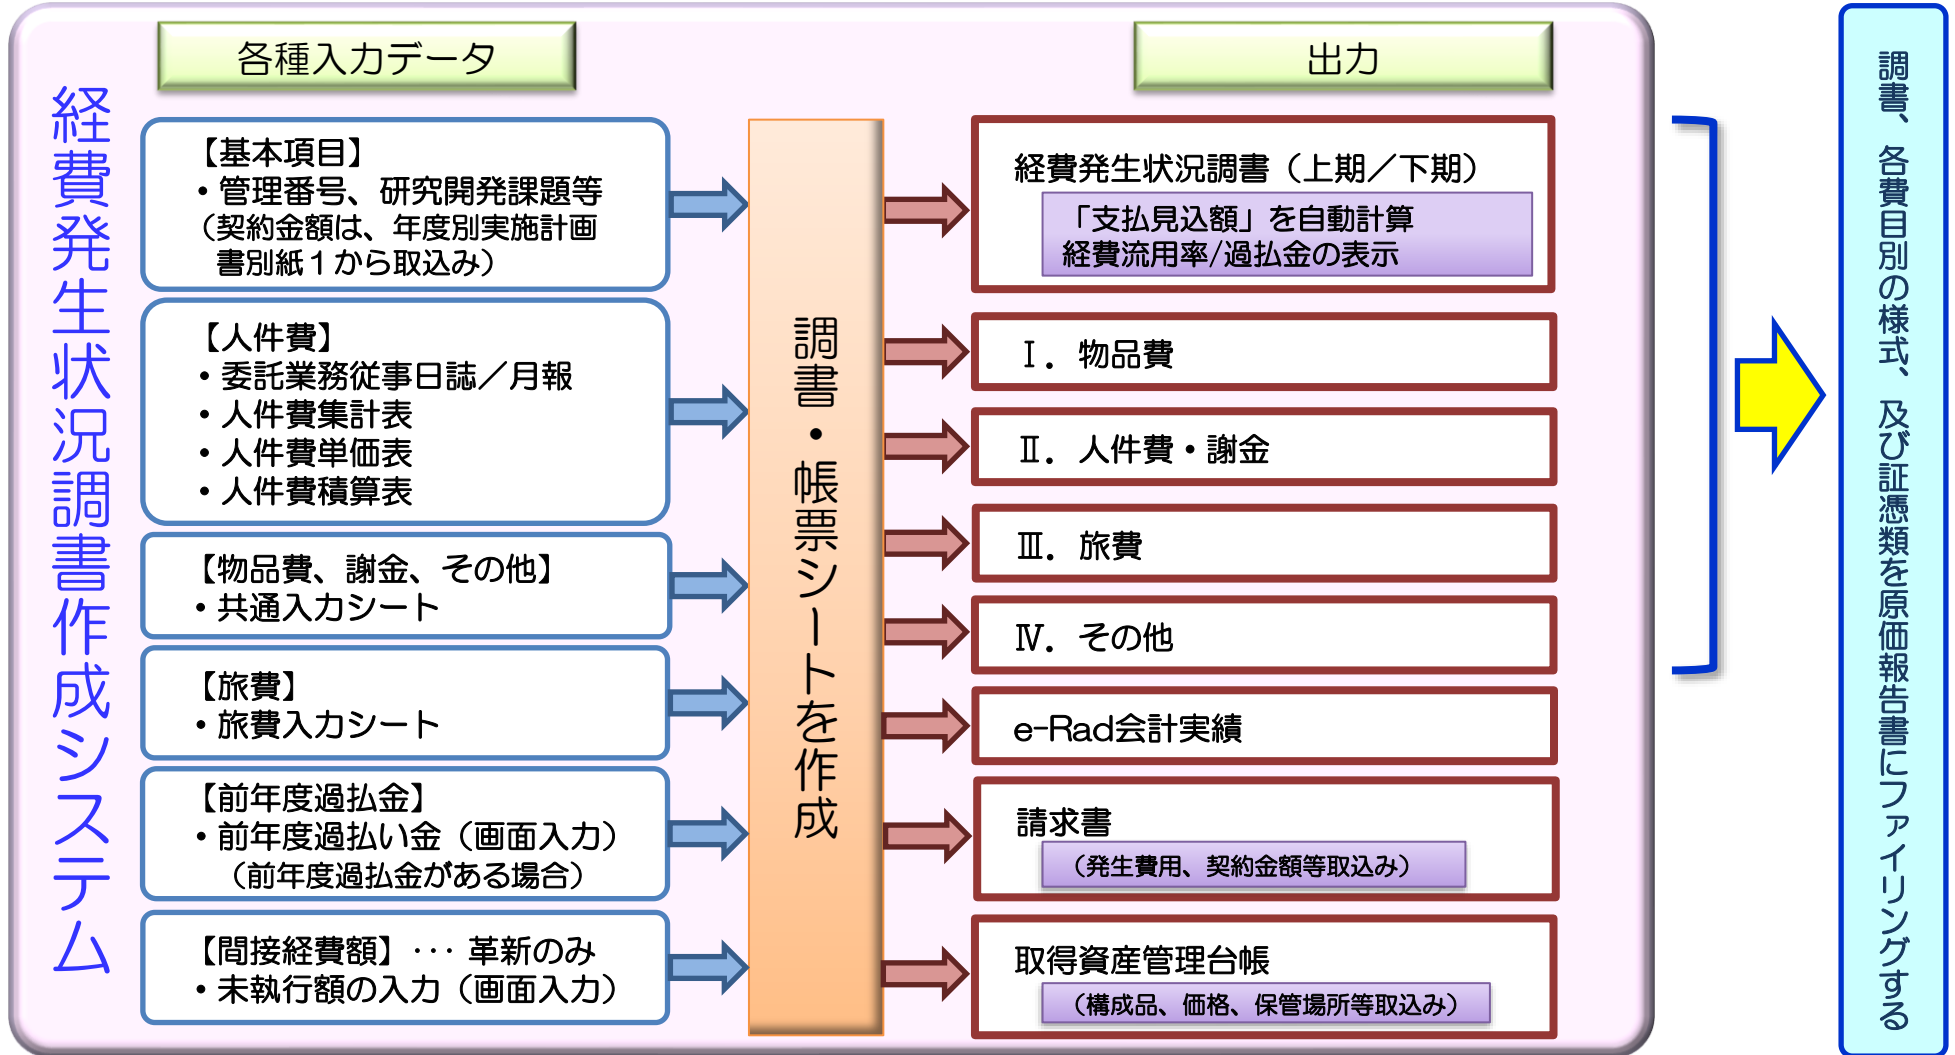 経費発生状況調書作成システム
各種入力データ
【基本項目】
・管理番号、研究開発課題等
（契約金額は、年度別実施計画
書別紙１から取込み）
【人件費】
・委託業務従事日誌／月報
・人件費集計表
・人件費単価表
・人件費積算表
【物品費、謝金、その他】
・共通入力シート
【旅費】
・旅費入力シート
【前年度過払金】
・前年度過払い金（画面入力）
（前年度過払金がある場合）
【間接経費額】・・・革新のみ
・未執行額の入力（画面入力）
調書・帳票シートを作成
出力
経費発生状況調書（上期／下期）
「支払見込額」を自動計算
経費流用率/過払金の表示
Ⅰ．物品費
Ⅱ．人件費・謝金
Ⅲ．旅費
Ⅳ．その他
e-Rad会計実績
請求書
（発生費用、契約金額等取込み）
取得資産管理台帳
（構成品、価格、保管場所等取込み）
調書、各費目別の様式、及び証憑類を原価報告書にファイリングする